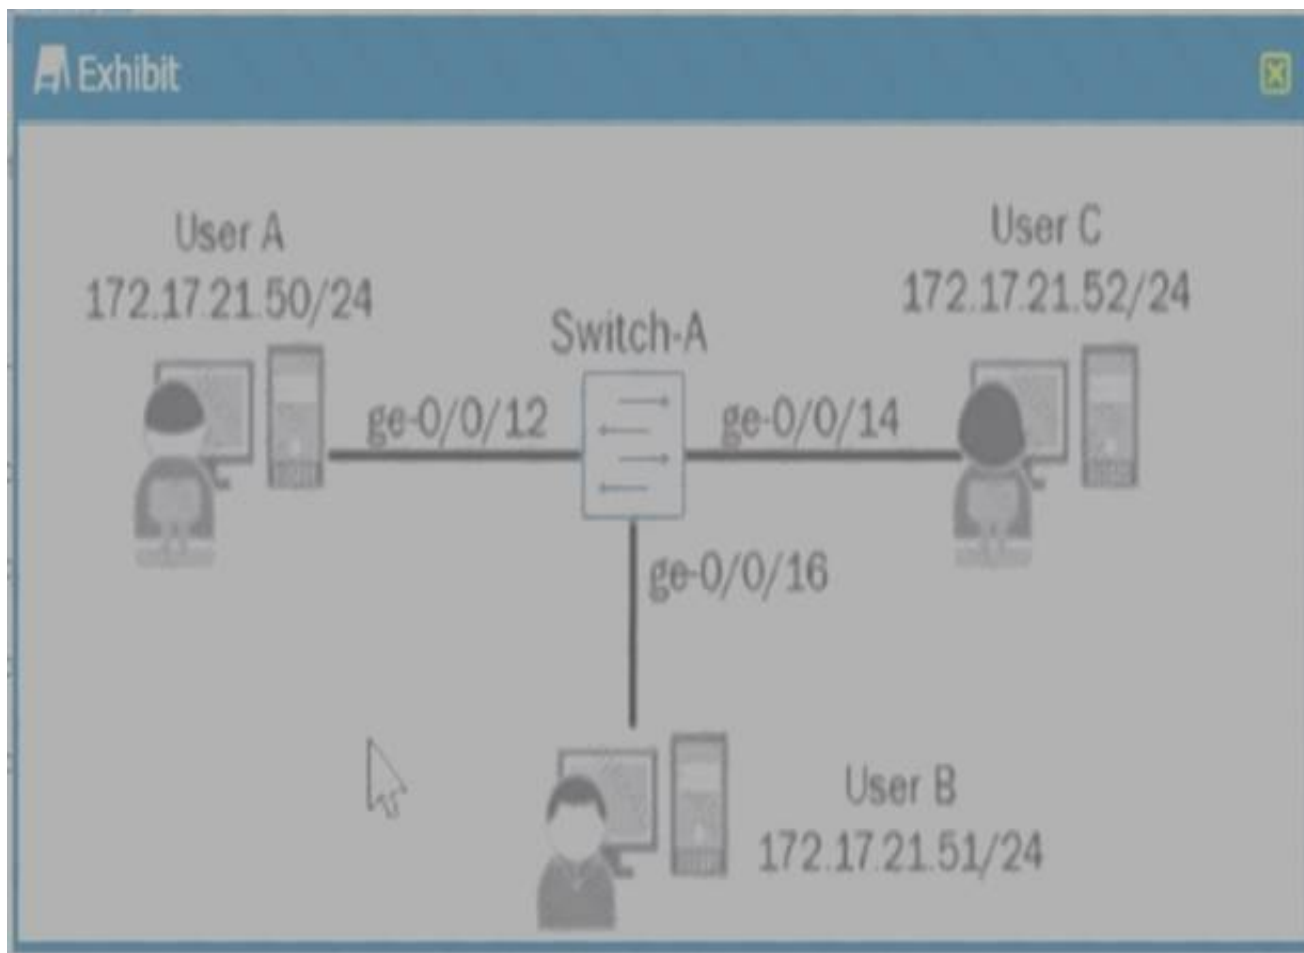 Exhibit
User A
172.17.21.50/24
User C
172.17.21.52/24
Switch-A
ge-0/0/12
ge-0/0/14
ge-0/0/16
User B
172.17.21.51/24